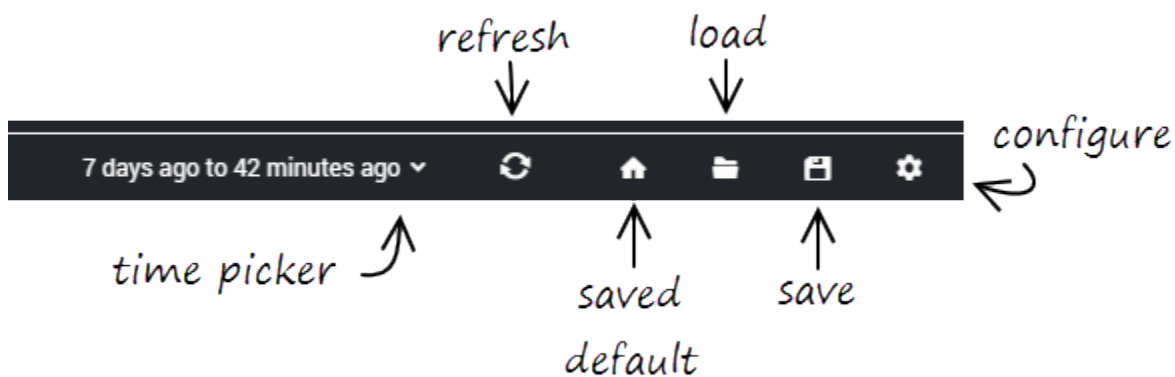 refresh
load
configure
7 days ago to 42 minutes ago
time picker
saved
default
save